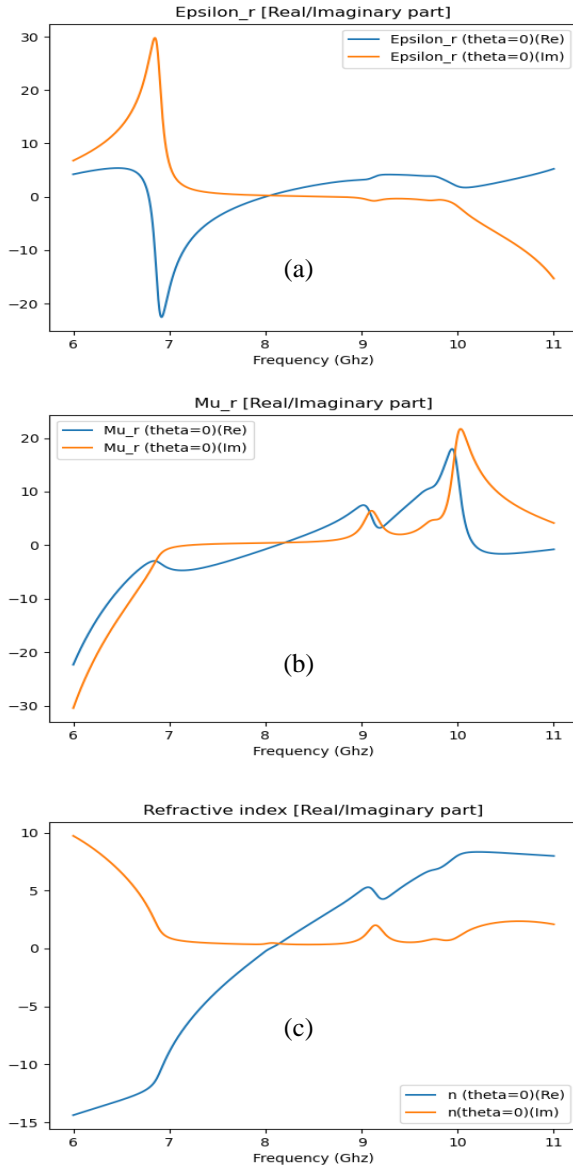 Epsilon_r [Real/Imaginary part]
30
20
10
0
−10
−20
Epsilon_r (theta=0)(Re)
Epsilon_r (theta=0)(Im)
(a)
6 7 8 9 10 11
Frequency (Ghz)
Mu_r [Real/Imaginary part]
20
10
0
−10
−20
−30
Mu_r (theta=0)(Re)
Mu_r (theta=0)(Im)
(b)
6 7 8 9 10 11
Frequency (Ghz)
Refractive index [Real/Imaginary part]
10
5
0
−5
−10
−15
(c)
n (theta=0)(Re)
n(theta=0)(Im)
6 7 8 9 10 11
Frequency (Ghz)